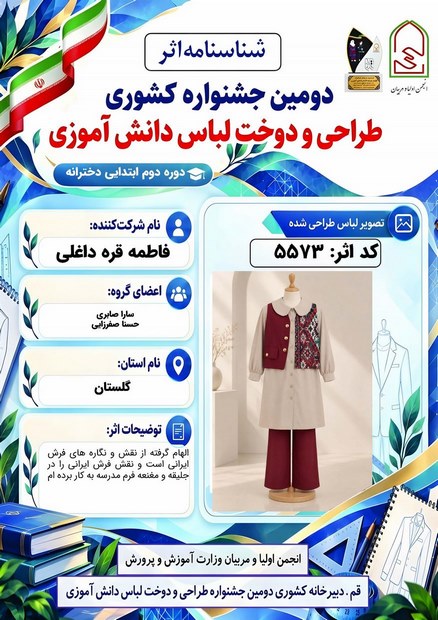 شناسنامه اثر
انجمن اولیا و مربیان
دومین جشنواره کشوری
طراحی و دوخت لباس دانش آموزی
دوره دوم ابتدایی دخترانه
تصویر لباس طراحی شده
کد اثر: ۵۵۷۳
نام شرکت‌کننده:
فاطمه قره داغلی
اعضای گروه:
سارا صابری
حسنا صفرزایی
نام استان:
گلستان
توضیحات اثر:
الهام گرفته از نقش و نگاره های فرش
ایرانی است و نقش فرش ایرانی را در
جلیقه و مغنعه فرم مدرسه به کار برده ام
انجمن اولیا و مربیان وزارت آموزش و پرورش
قم . دبیرخانه کشوری دومین جشنواره طراحی و دوخت لباس دانش آموزی